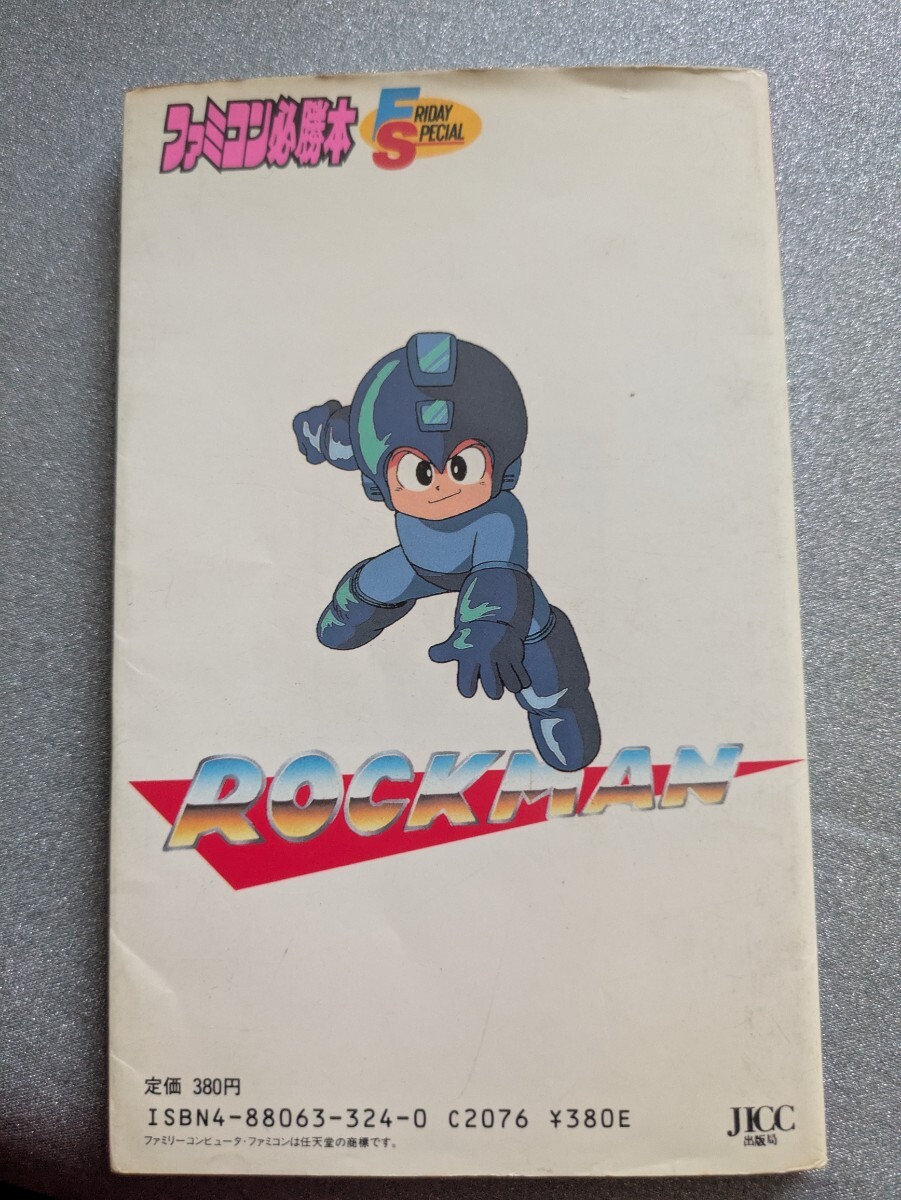 ファミコン必勝本 FRIDAY SPECIAL
ROCKMAN
定価 380円
ISBN4-88063-324-0 C2076 ¥380E
ファミリーコンピュータ・ファミコンは任天堂の商標です。
JICC
出版局